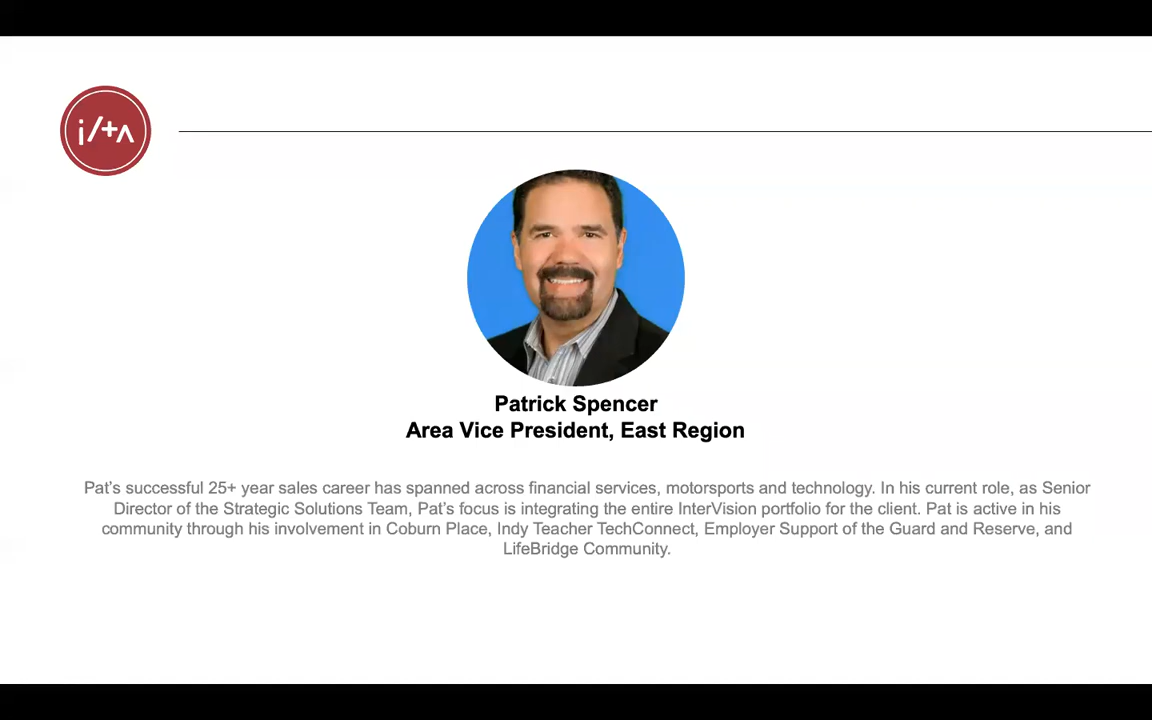 i/+A
Patrick Spencer
Area Vice President, East Region
Pat's successful 25+ year sales career has spanned across financial services, motorsports and technology. In his current role, as Senior
Director of the Strategic Solutions Team, Pat's focus is integrating the entire InterVision portfolio for the client. Pat is active in his
community through his involvement in Coburn Place, Indy Teacher TechConnect, Employer Support of the Guard and Reserve, and
LifeBridge Community.